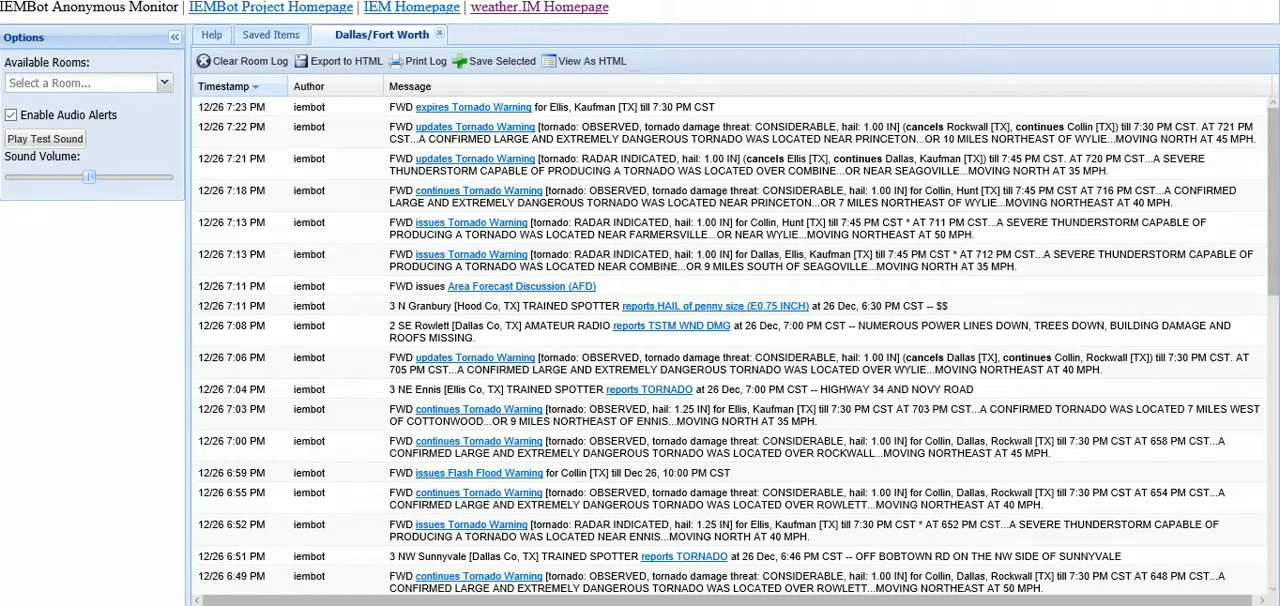 IEMBot Anonymous Monitor | IEMBot Project Homepage | IEM Homepage | weather.IM Homepage
Options
Available Rooms:
Select a Room...
Enable Audio Alerts
Play Test Sound
Sound Volume:
Help
Saved Items
Dallas/Fort Worth
Clear Room Log
Export to HTML
Print Log
Save Selected
View As HTML
Timestamp Author Message
12/26 7:23 PM iembot FWD expires Tornado Warning for Ellis, Kaufman [TX] till 7:30 PM CST
12/26 7:22 PM iembot FWD updates Tornado Warning [tornado: OBSERVED, tornado damage threat: CONSIDERABLE, hail: 1.00 IN] (cancels Rockwall [TX], continues Collin [TX]) till 7:30 PM CST. AT 721 PM
CST...A CONFIRMED LARGE AND EXTREMELY DANGEROUS TORNADO WAS LOCATED NEAR PRINCETON...OR 10 MILES NORTHEAST OF WYLIE...MOVING NORTH AT 45 MPH.
12/26 7:21 PM iembot FWD updates Tornado Warning [tornado: RADAR INDICATED, hail: 1.00 IN] (cancels Ellis [TX], continues Dallas, Kaufman [TX]) till 7:45 PM CST. AT 720 PM CST...A SEVERE
THUNDERSTORM CAPABLE OF PRODUCING A TORNADO WAS LOCATED OVER COMBINE...OR NEAR SEAGOVILLE...MOVING NORTH AT 35 MPH.
12/26 7:18 PM iembot FWD continues Tornado Warning [tornado: OBSERVED, tornado damage threat: CONSIDERABLE, hail: 1.00 IN] for Collin, Hunt [TX] till 7:45 PM CST AT 716 PM CST...A CONFIRMED
LARGE AND EXTREMELY DANGEROUS TORNADO WAS LOCATED NEAR PRINCETON...OR 7 MILES NORTHEAST OF WYLIE...MOVING NORTHEAST AT 40 MPH.
12/26 7:13 PM iembot FWD issues Tornado Warning [tornado: RADAR INDICATED, hail: 1.00 IN] for Collin, Hunt [TX] till 7:45 PM CST * AT 711 PM CST...A SEVERE THUNDERSTORM CAPABLE OF
PRODUCING A TORNADO WAS LOCATED NEAR FARMERSVILLE...OR NEAR WYLIE...MOVING NORTHEAST AT 50 MPH.
12/26 7:13 PM iembot FWD issues Tornado Warning [tornado: RADAR INDICATED, hail: 1.00 IN] for Dallas, Ellis, Kaufman [TX] till 7:45 PM CST * AT 712 PM CST...A SEVERE THUNDERSTORM CAPABLE OF
PRODUCING A TORNADO WAS LOCATED NEAR COMBINE...OR 9 MILES SOUTH OF SEAGOVILLE...MOVING NORTH AT 35 MPH.
12/26 7:11 PM iembot FWD issues Area Forecast Discussion (AFD)
12/26 7:11 PM iembot 3 N Granbury [Hood Co, TX] TRAINED SPOTTER reports HAIL of penny size (E0.75 INCH) at 26 Dec, 6:30 PM CST -- $$
12/26 7:08 PM iembot 2 SE Rowlett [Dallas Co, TX] AMATEUR RADIO reports TSTM WND DMG at 26 Dec, 7:00 PM CST -- NUMEROUS POWER LINES DOWN, TREES DOWN, BUILDING DAMAGE AND
ROOFS MISSING.
12/26 7:06 PM iembot FWD updates Tornado Warning [tornado: OBSERVED, tornado damage threat: CONSIDERABLE, hail: 1.00 IN] (cancels Dallas [TX], continues Collin, Rockwall [TX]) till 7:30 PM CST. AT
705 PM CST...A CONFIRMED LARGE AND EXTREMELY DANGEROUS TORNADO WAS LOCATED OVER WYLIE...MOVING NORTHEAST AT 40 MPH.
12/26 7:04 PM iembot 3 NE Ennis [Ellis Co, TX] TRAINED SPOTTER reports TORNADO at 26 Dec, 7:00 PM CST -- HIGHWAY 34 AND NOVY ROAD
12/26 7:03 PM iembot FWD continues Tornado Warning [tornado: OBSERVED, hail: 1.25 IN] for Ellis, Kaufman [TX] till 7:30 PM CST AT 703 PM CST...A CONFIRMED TORNADO WAS LOCATED 7 MILES WEST
OF COTTONWOOD...OR 9 MILES NORTHEAST OF ENNIS...MOVING NORTH AT 35 MPH.
12/26 7:00 PM iembot FWD continues Tornado Warning [tornado: OBSERVED, tornado damage threat: CONSIDERABLE, hail: 1.00 IN] for Collin, Dallas, Rockwall [TX] till 7:30 PM CST AT 658 PM CST...A
CONFIRMED LARGE AND EXTREMELY DANGEROUS TORNADO WAS LOCATED OVER ROCKWALL...MOVING NORTHEAST AT 45 MPH.
12/26 6:59 PM iembot FWD issues Flash Flood Warning for Collin [TX] till Dec 26, 10:00 PM CST
12/26 6:55 PM iembot FWD continues Tornado Warning [tornado: OBSERVED, tornado damage threat: CONSIDERABLE, hail: 1.00 IN] for Collin, Dallas, Rockwall [TX] till 7:30 PM CST AT 654 PM CST...A
CONFIRMED LARGE AND EXTREMELY DANGEROUS TORNADO WAS LOCATED OVER ROWLETT...MOVING NORTHEAST AT 40 MPH.
12/26 6:52 PM iembot FWD issues Tornado Warning [tornado: RADAR INDICATED, hail: 1.25 IN] for Ellis, Kaufman [TX] till 7:30 PM CST * AT 652 PM CST...A SEVERE THUNDERSTORM CAPABLE OF
PRODUCING A TORNADO WAS LOCATED NEAR ENNIS...MOVING NORTH AT 40 MPH.
12/26 6:51 PM iembot 3 NW Sunnyvale [Dallas Co, TX] TRAINED SPOTTER reports TORNADO at 26 Dec, 6:46 PM CST -- OFF BOBTOWN RD ON THE NW SIDE OF SUNNYVALE
12/26 6:49 PM iembot FWD continues Tornado Warning [tornado: OBSERVED, tornado damage threat: CONSIDERABLE, hail: 1.00 IN] for Collin, Dallas, Rockwall [TX] till 7:30 PM CST AT 648 PM CST...A
CONFIRMED LARGE AND EXTREMELY DANGEROUS TORNADO WAS LOCATED OVER ROWLETT...MOVING NORTHEAST AT 50 MPH.